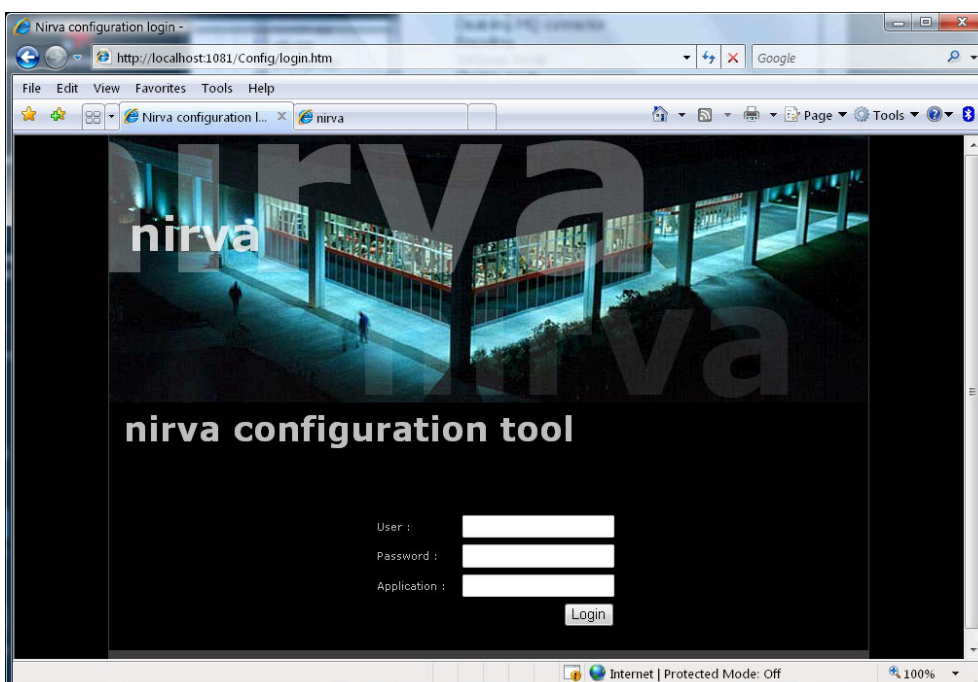 Nirva configuration login -
http://localhost:1081/Config/login.htm
Google
File Edit View Favorites Tools Help
Nirva configuration l... nirva
Page Tools
nirva
nirva
nirva
nirva configuration tool
User :
Password :
Application :
Login
Internet | Protected Mode: Off
100%